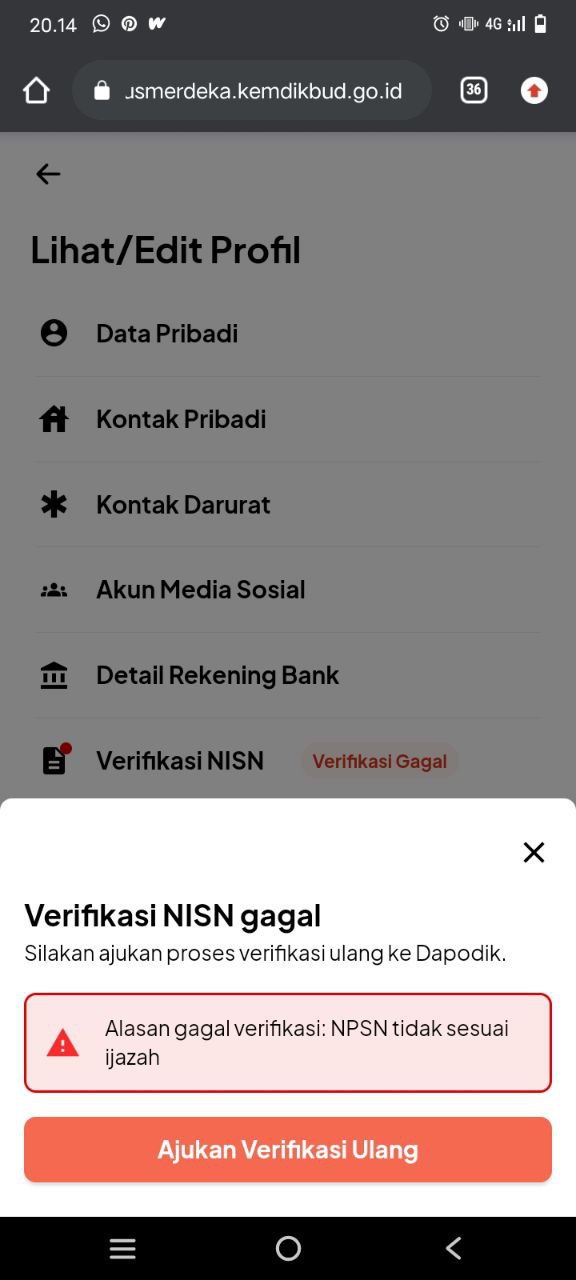 20.14
4G
usmerdeka.kemdikbud.go.id
36
Lihat/Edit Profil
Data Pribadi
Kontak Pribadi
Kontak Darurat
Akun Media Sosial
Detail Rekening Bank
Verifikasi NISN Verifikasi Gagal
Verifikasi NISN gagal
Silakan ajukan proses verifikasi ulang ke Dapodik.
Alasan gagal verifikasi: NPSN tidak sesuai
ijazah
Ajukan Verifikasi Ulang